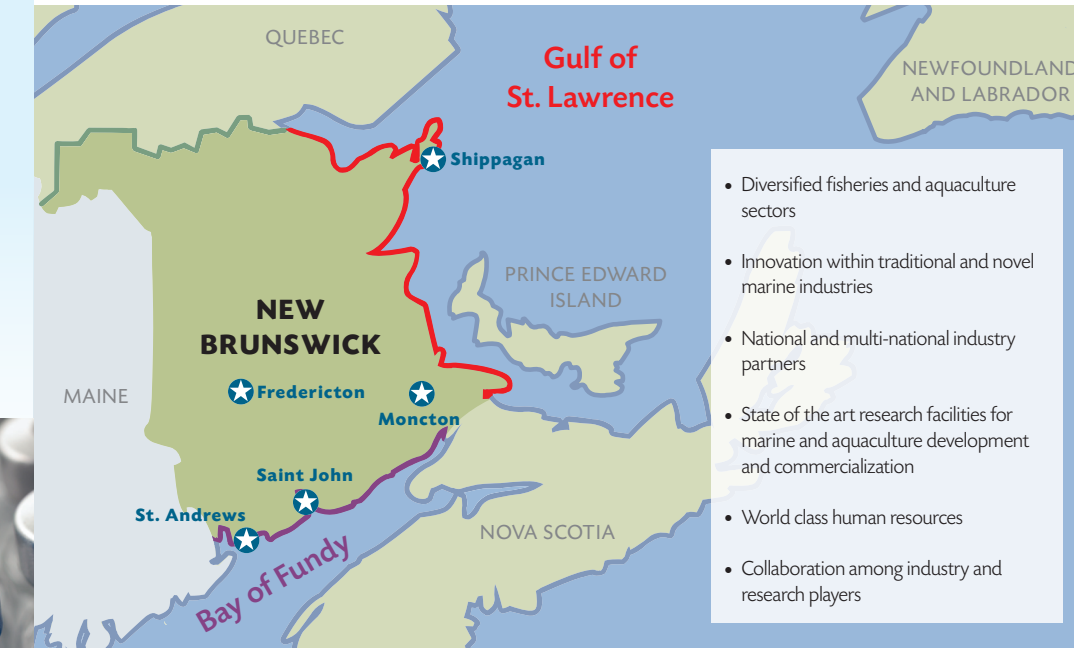 QUEBEC
Gulf of
St. Lawrence
NEWFOUNDLAND
AND LABRADOR
Shippagan
PRINCE EDWARD
ISLAND
NEW
BRUNSWICK
MAINE
Fredericton
Moncton
Saint John
St. Andrews
NOVA SCOTIA
Bay of Fundy
• Diversified fisheries and aquaculture
sectors
• Innovation within traditional and novel
marine industries
• National and multi-national industry
partners
• State of the art research facilities for
marine and aquaculture development
and commercialization
• World class human resources
• Collaboration among industry and
research players